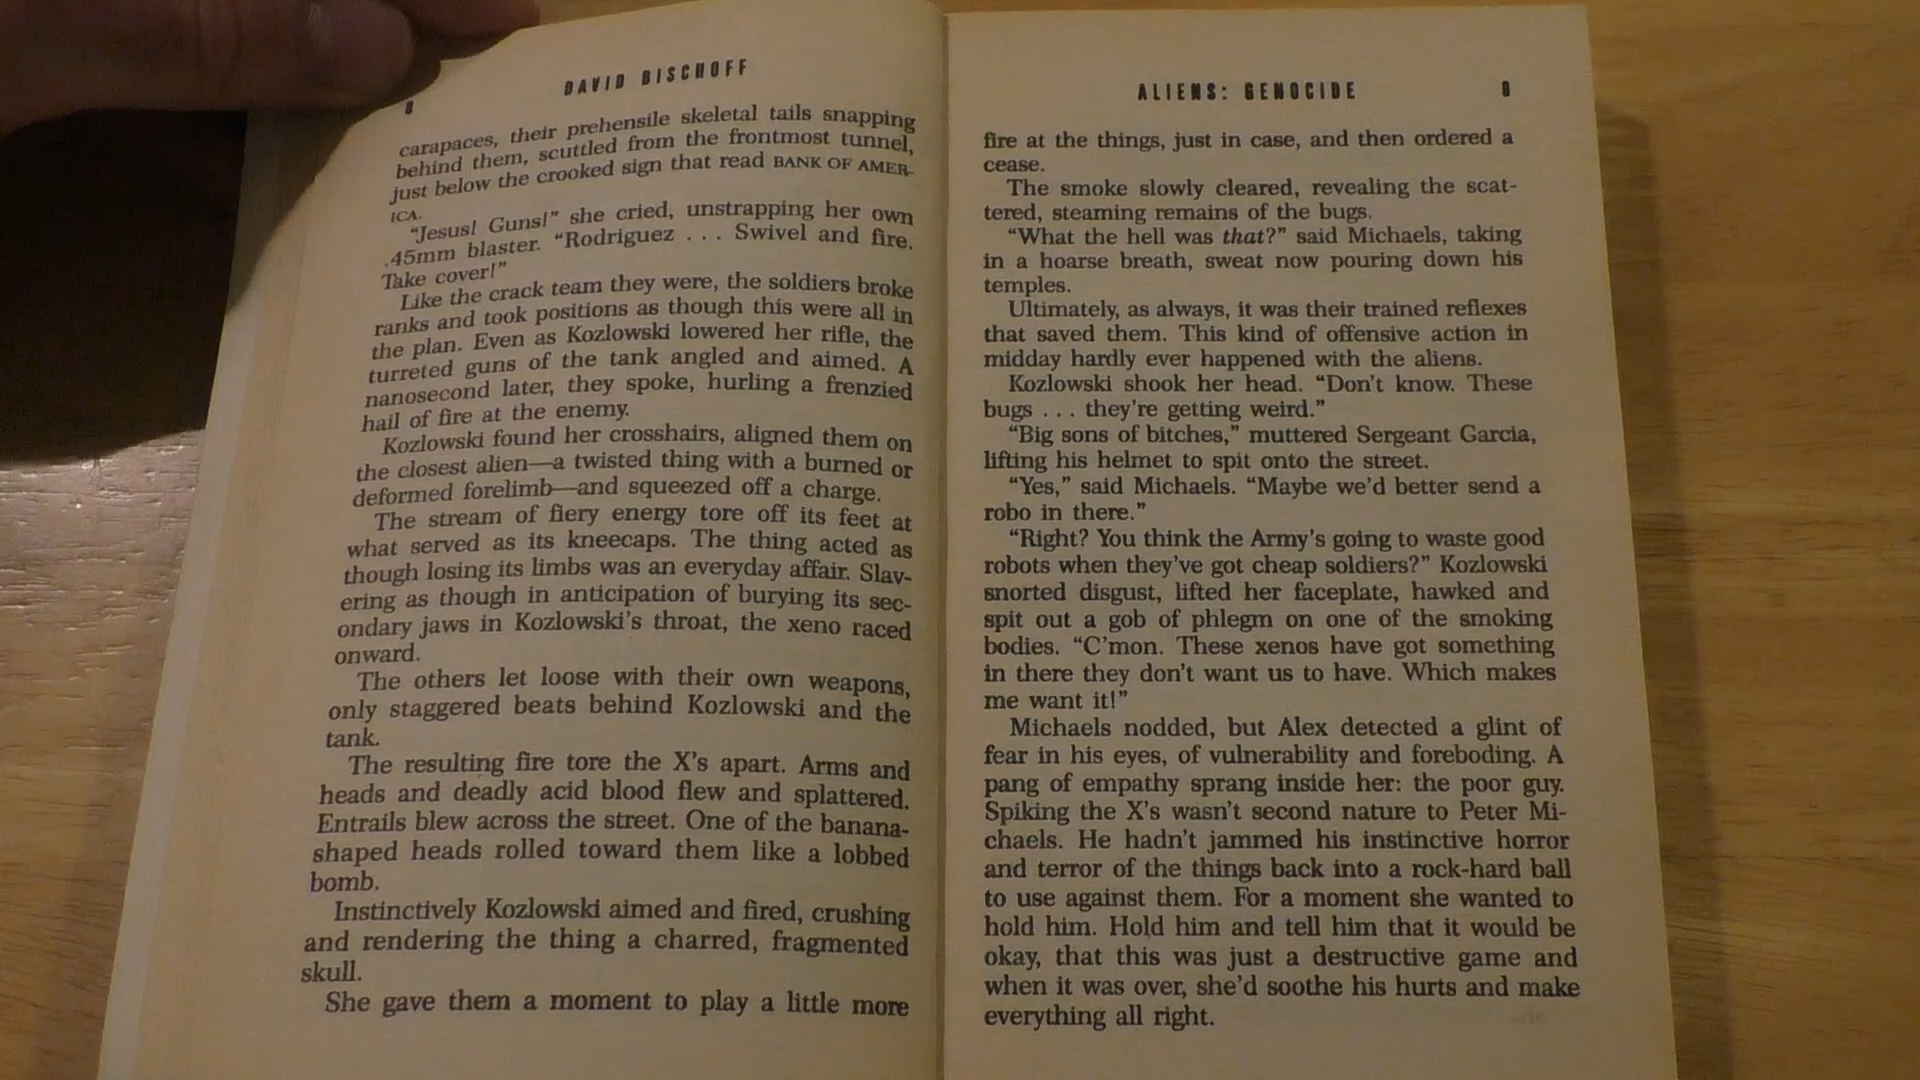 DAVID BISCHOFF
8
carapaces, their prehensile skeletal tails snapping
behind them, scuttled from the frontmost tunnel,
just below the crooked sign that read BANK OF AMER-
ICA.
“Jesus! Guns!” she cried, unstrapping her own
.45mm blaster. “Rodriguez . . . Swivel and fire.
Take cover!”
Like the crack team they were, the soldiers broke
ranks and took positions as though this were all in
the plan. Even as Kozlowski lowered her rifle, the
turreted guns of the tank angled and aimed. A
nanosecond later, they spoke, hurling a frenzied
hail of fire at the enemy.
Kozlowski found her crosshairs, aligned them on
the closest alien—a twisted thing with a burned or
deformed forelimb—and squeezed off a charge.
The stream of fiery energy tore off its feet at
what served as its kneecaps. The thing acted as
though losing its limbs was an everyday affair. Slav-
ering as though in anticipation of burying its sec-
ondary jaws in Kozlowski’s throat, the xeno raced
onward.
The others let loose with their own weapons,
only staggered beats behind Kozlowski and the
tank.
The resulting fire tore the X’s apart. Arms and
heads and deadly acid blood flew and splattered.
Entrails blew across the street. One of the banana-
shaped heads rolled toward them like a lobbed
bomb.
Instinctively Kozlowski aimed and fired, crushing
and rendering the thing a charred, fragmented
skull.
She gave them a moment to play a little more
ALIENS: GENOCIDE
fire at the things, just in case, and then ordered a
cease.
The smoke slowly cleared, revealing the scat-
tered, steaming remains of the bugs.
“What the hell was that?” said Michaels, taking
in a hoarse breath, sweat now pouring down his
temples.
Ultimately, as always, it was their trained reflexes
that saved them. This kind of offensive action in
midday hardly ever happened with the aliens.
Kozlowski shook her head. “Don’t know. These
bugs . . . they’re getting weird.”
“Big sons of bitches,” muttered Sergeant Garcia,
lifting his helmet to spit onto the street.
“Yes,” said Michaels. “Maybe we’d better send a
robo in there.”
“Right? You think the Army’s going to waste good
robots when they’ve got cheap soldiers?” Kozlowski
snorted disgust, lifted her faceplate, hawked and
spit out a gob of phlegm on one of the smoking
bodies. “C’mon. These xenos have got something
in there they don’t want us to have. Which makes
me want it!”
Michaels nodded, but Alex detected a glint of
fear in his eyes, of vulnerability and foreboding. A
pang of empathy sprang inside her: the poor guy.
Spiking the X’s wasn’t second nature to Peter Mi-
chaels. He hadn’t jammed his instinctive horror
and terror of the things back into a rock-hard ball
to use against them. For a moment she wanted to
hold him. Hold him and tell him that it would be
okay, that this was just a destructive game and
when it was over, she’d soothe his hurts and make
everything all right.